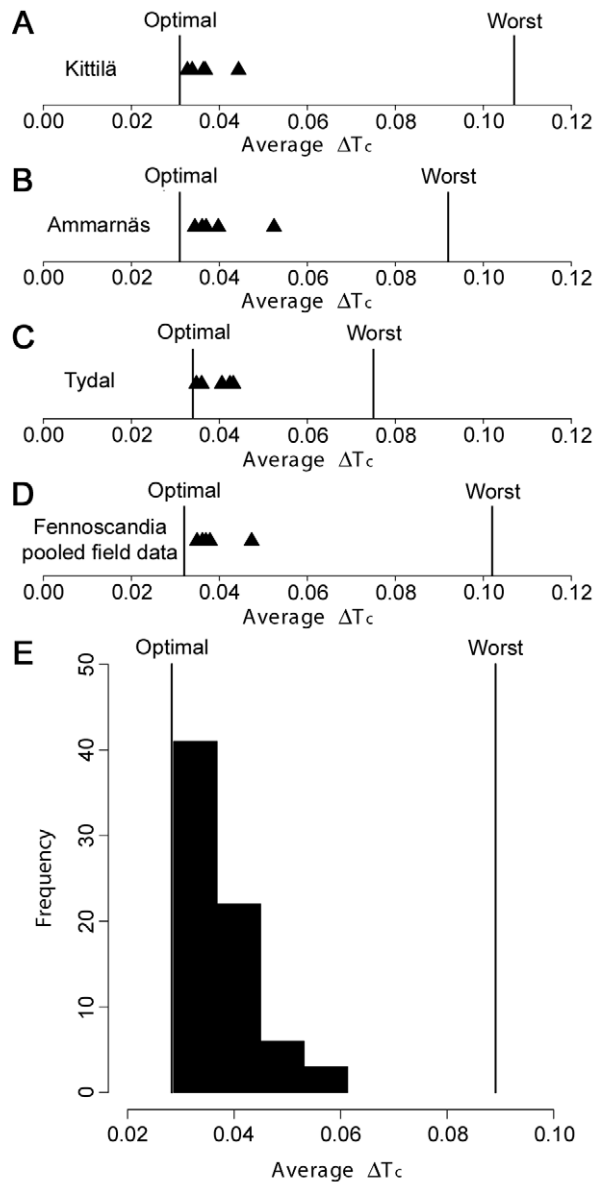 A
Optimal
Worst
Kittilä
0.00 0.02 0.04 0.06 0.08 0.10 0.12
Average ΔTc
B
Optimal
Worst
Ammarnäs
0.00 0.02 0.04 0.06 0.08 0.10 0.12
Average ΔTc
C
Optimal
Worst
Tydal
0.00 0.02 0.04 0.06 0.08 0.10 0.12
Average ΔTc
D
Optimal
Worst
Fennoscandia
pooled field data
0.00 0.02 0.04 0.06 0.08 0.10 0.12
Average ΔTc
E
Optimal
Worst
50
40
30
20
10
0
Frequency
0.02 0.04 0.06 0.08 0.10
Average ΔTc